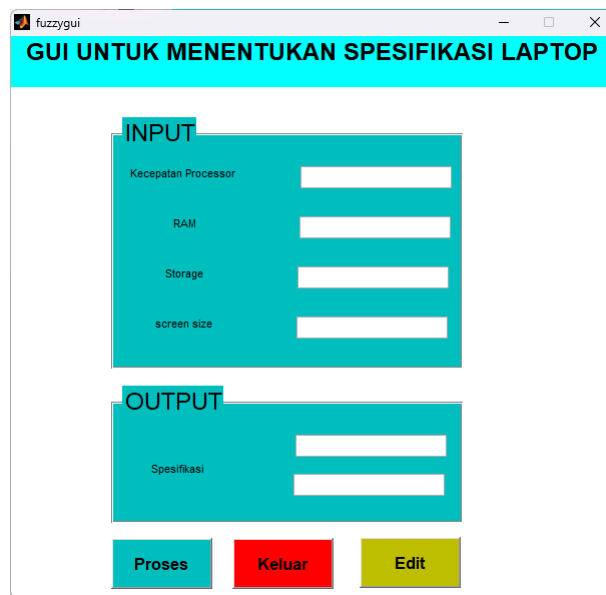 fuzzygui
GUI UNTUK MENENTUKAN SPESIFIKASI LAPTOP
INPUT
Kecepatan Processor
RAM
Storage
screen size
OUTPUT
Spesifikasi
Proses
Keluar
Edit